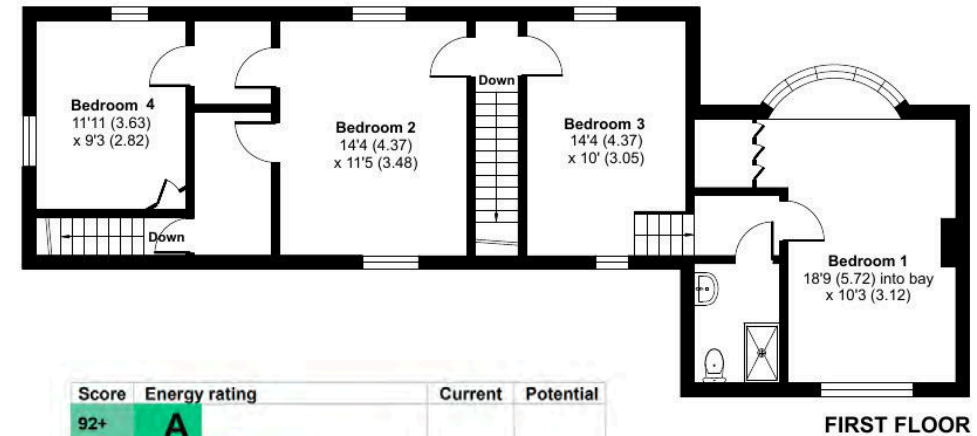 Bedroom 4
11'11 (3.63)
x 9'3 (2.82)
Down
Bedroom 2
14'4 (4.37)
x 11'5 (3.48)
Down
Bedroom 3
14'4 (4.37)
x 10' (3.05)
Bedroom 1
18'9 (5.72) into bay
x 10'3 (3.12)
FIRST FLOOR
Score Energy rating Current Potential
92+ A